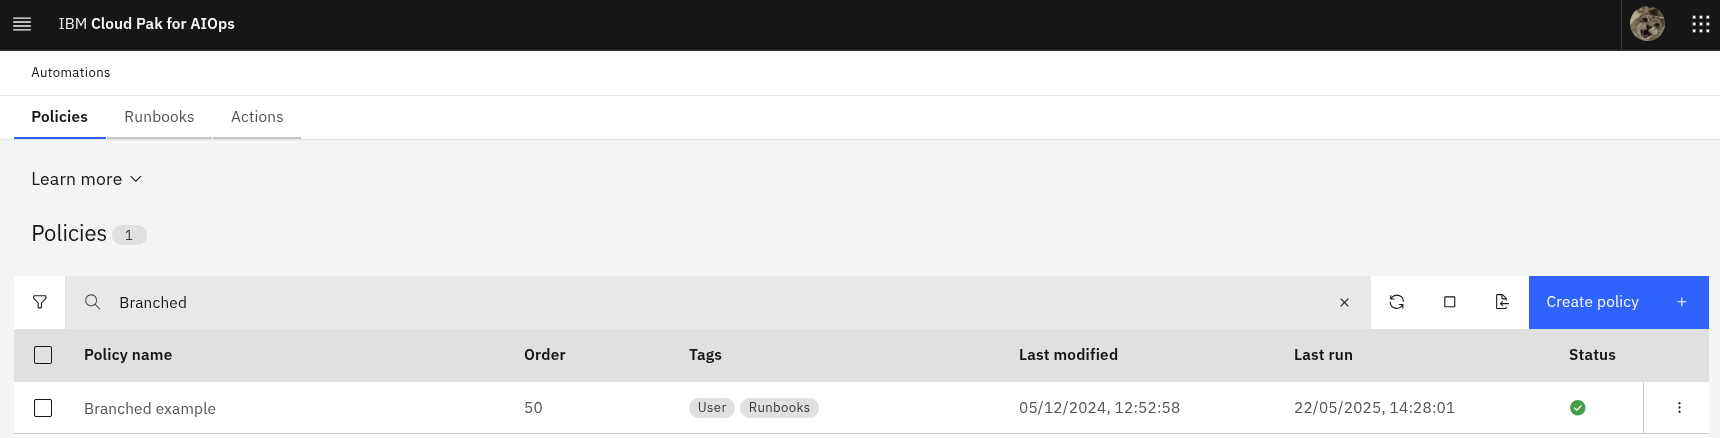 IBM Cloud Pak for AIOps
Automations
Policies Runbooks Actions
Learn more
Policies 1
Branched Create policy +
Policy name Order Tags Last modified Last run Status
Branched example 50 User Runbooks 05/12/2024, 12:52:58 22/05/2025, 14:28:01